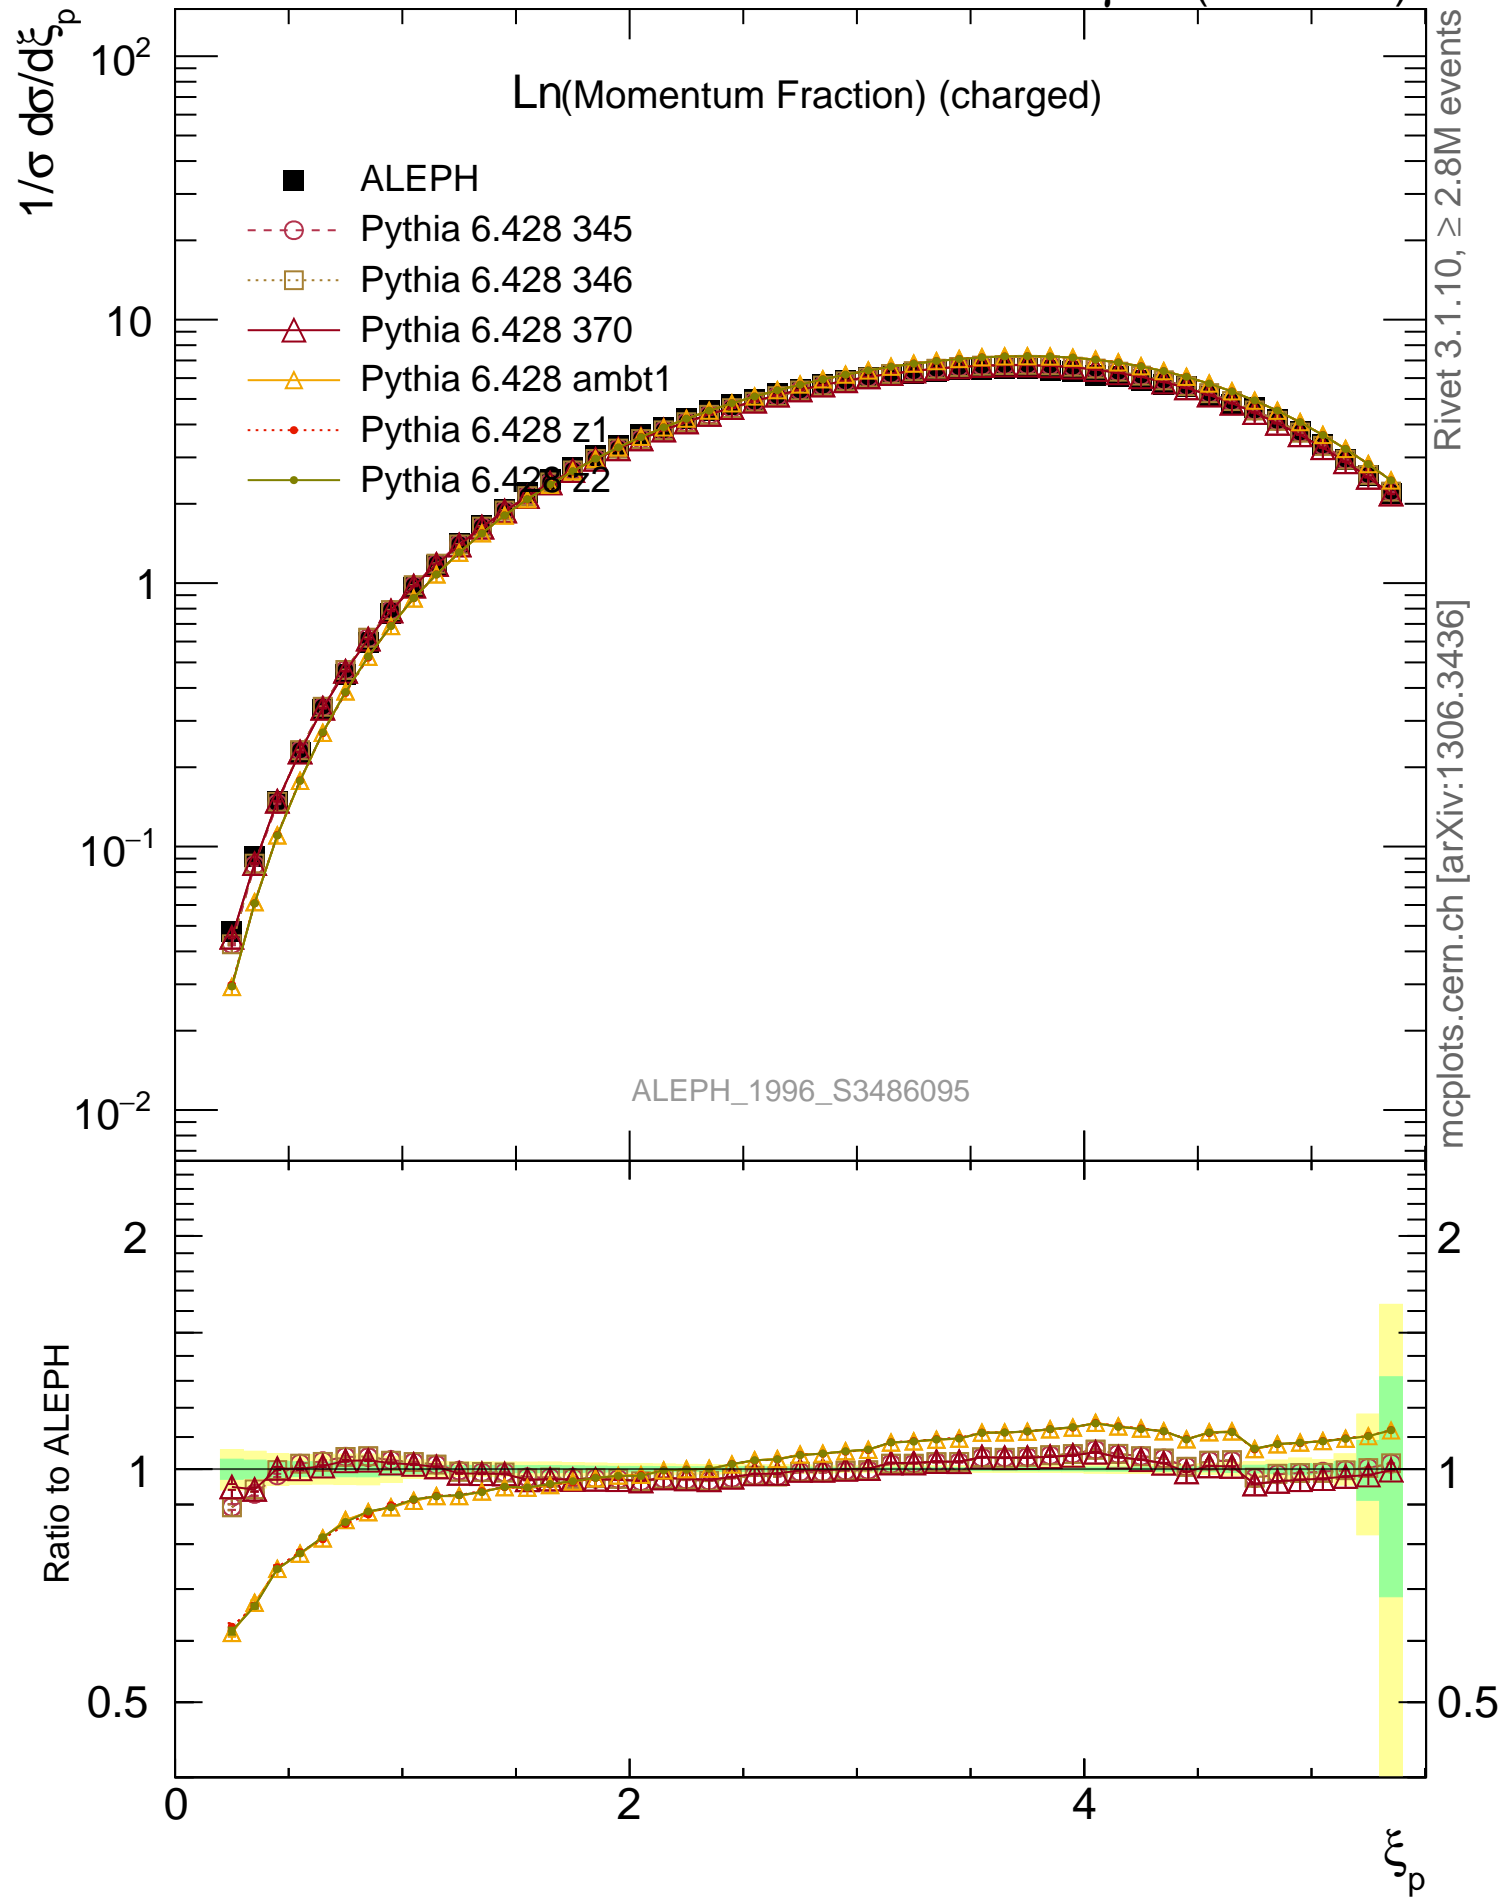 1/σ dσ/dξp
Ln(Momentum Fraction) (charged)
ALEPH
Pythia 6.428 345
Pythia 6.428 346
Pythia 6.428 370
Pythia 6.428 ambt1
Pythia 6.428 z1
Pythia 6.428 z2
10²
10
1
10⁻¹
10⁻²
ALEPH_1996_S3486095
Rivet 3.1.10, ≥ 2.8M events
mcplots.cern.ch [arXiv:1306.3436]
Ratio to ALEPH
2
1
0.5
2
1
0.5
0
2
4
ξp